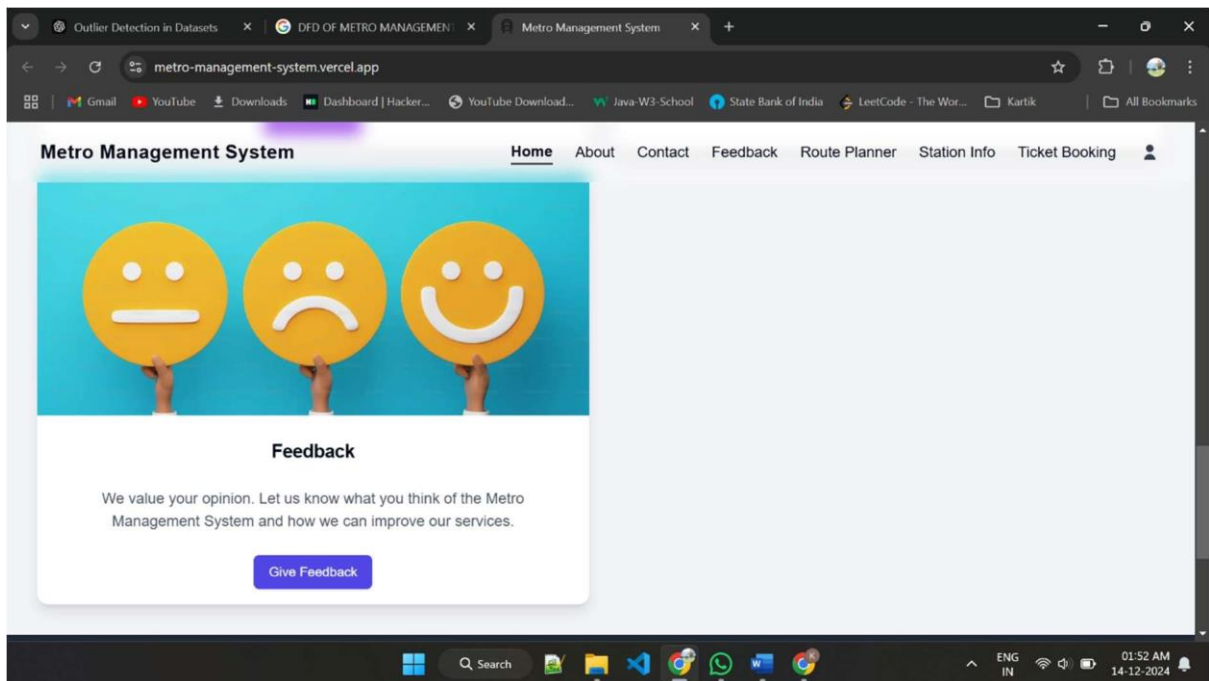 Outlier Detection in Datasets
DFD OF METRO MANAGEMENT
Metro Management System
metro-management-system.vercel.app
Gmail YouTube Downloads Dashboard | Hacker... YouTube Download... Java-W3-School State Bank of India LeetCode - The Wor... Kartik All Bookmarks
Metro Management System Home About Contact Feedback Route Planner Station Info Ticket Booking
Feedback
We value your opinion. Let us know what you think of the Metro
Management System and how we can improve our services.
Give Feedback
Search
ENG
IN
01:52 AM
14-12-2024